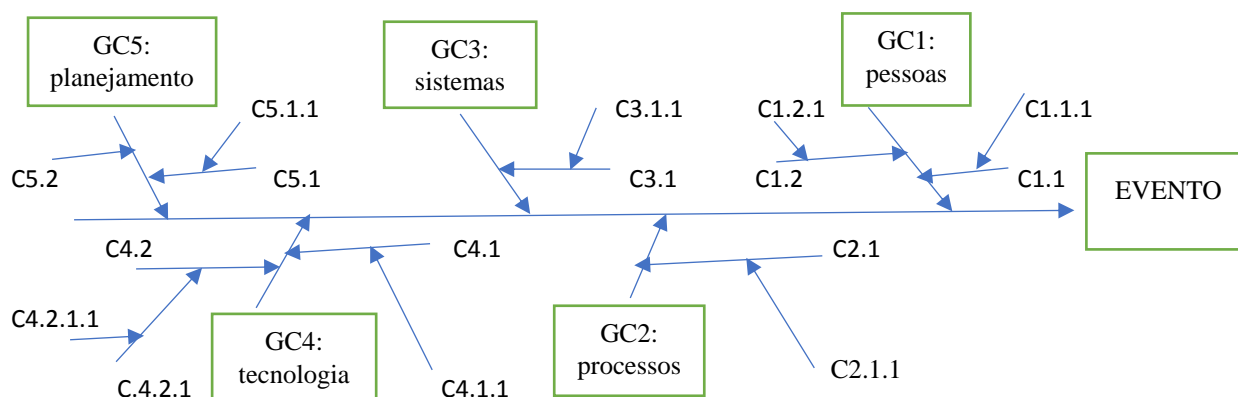 GC5:
planejamento
GC3:
sistemas
GC1:
pessoas
C5.1.1
C3.1.1
C1.2.1
C1.1.1
C5.2
C5.1
C3.1
C1.2
C1.1
EVENTO
C4.2
C4.1
C2.1
C4.2.1.1
GC4:
tecnologia
GC2:
processos
C.4.2.1
C4.1.1
C2.1.1